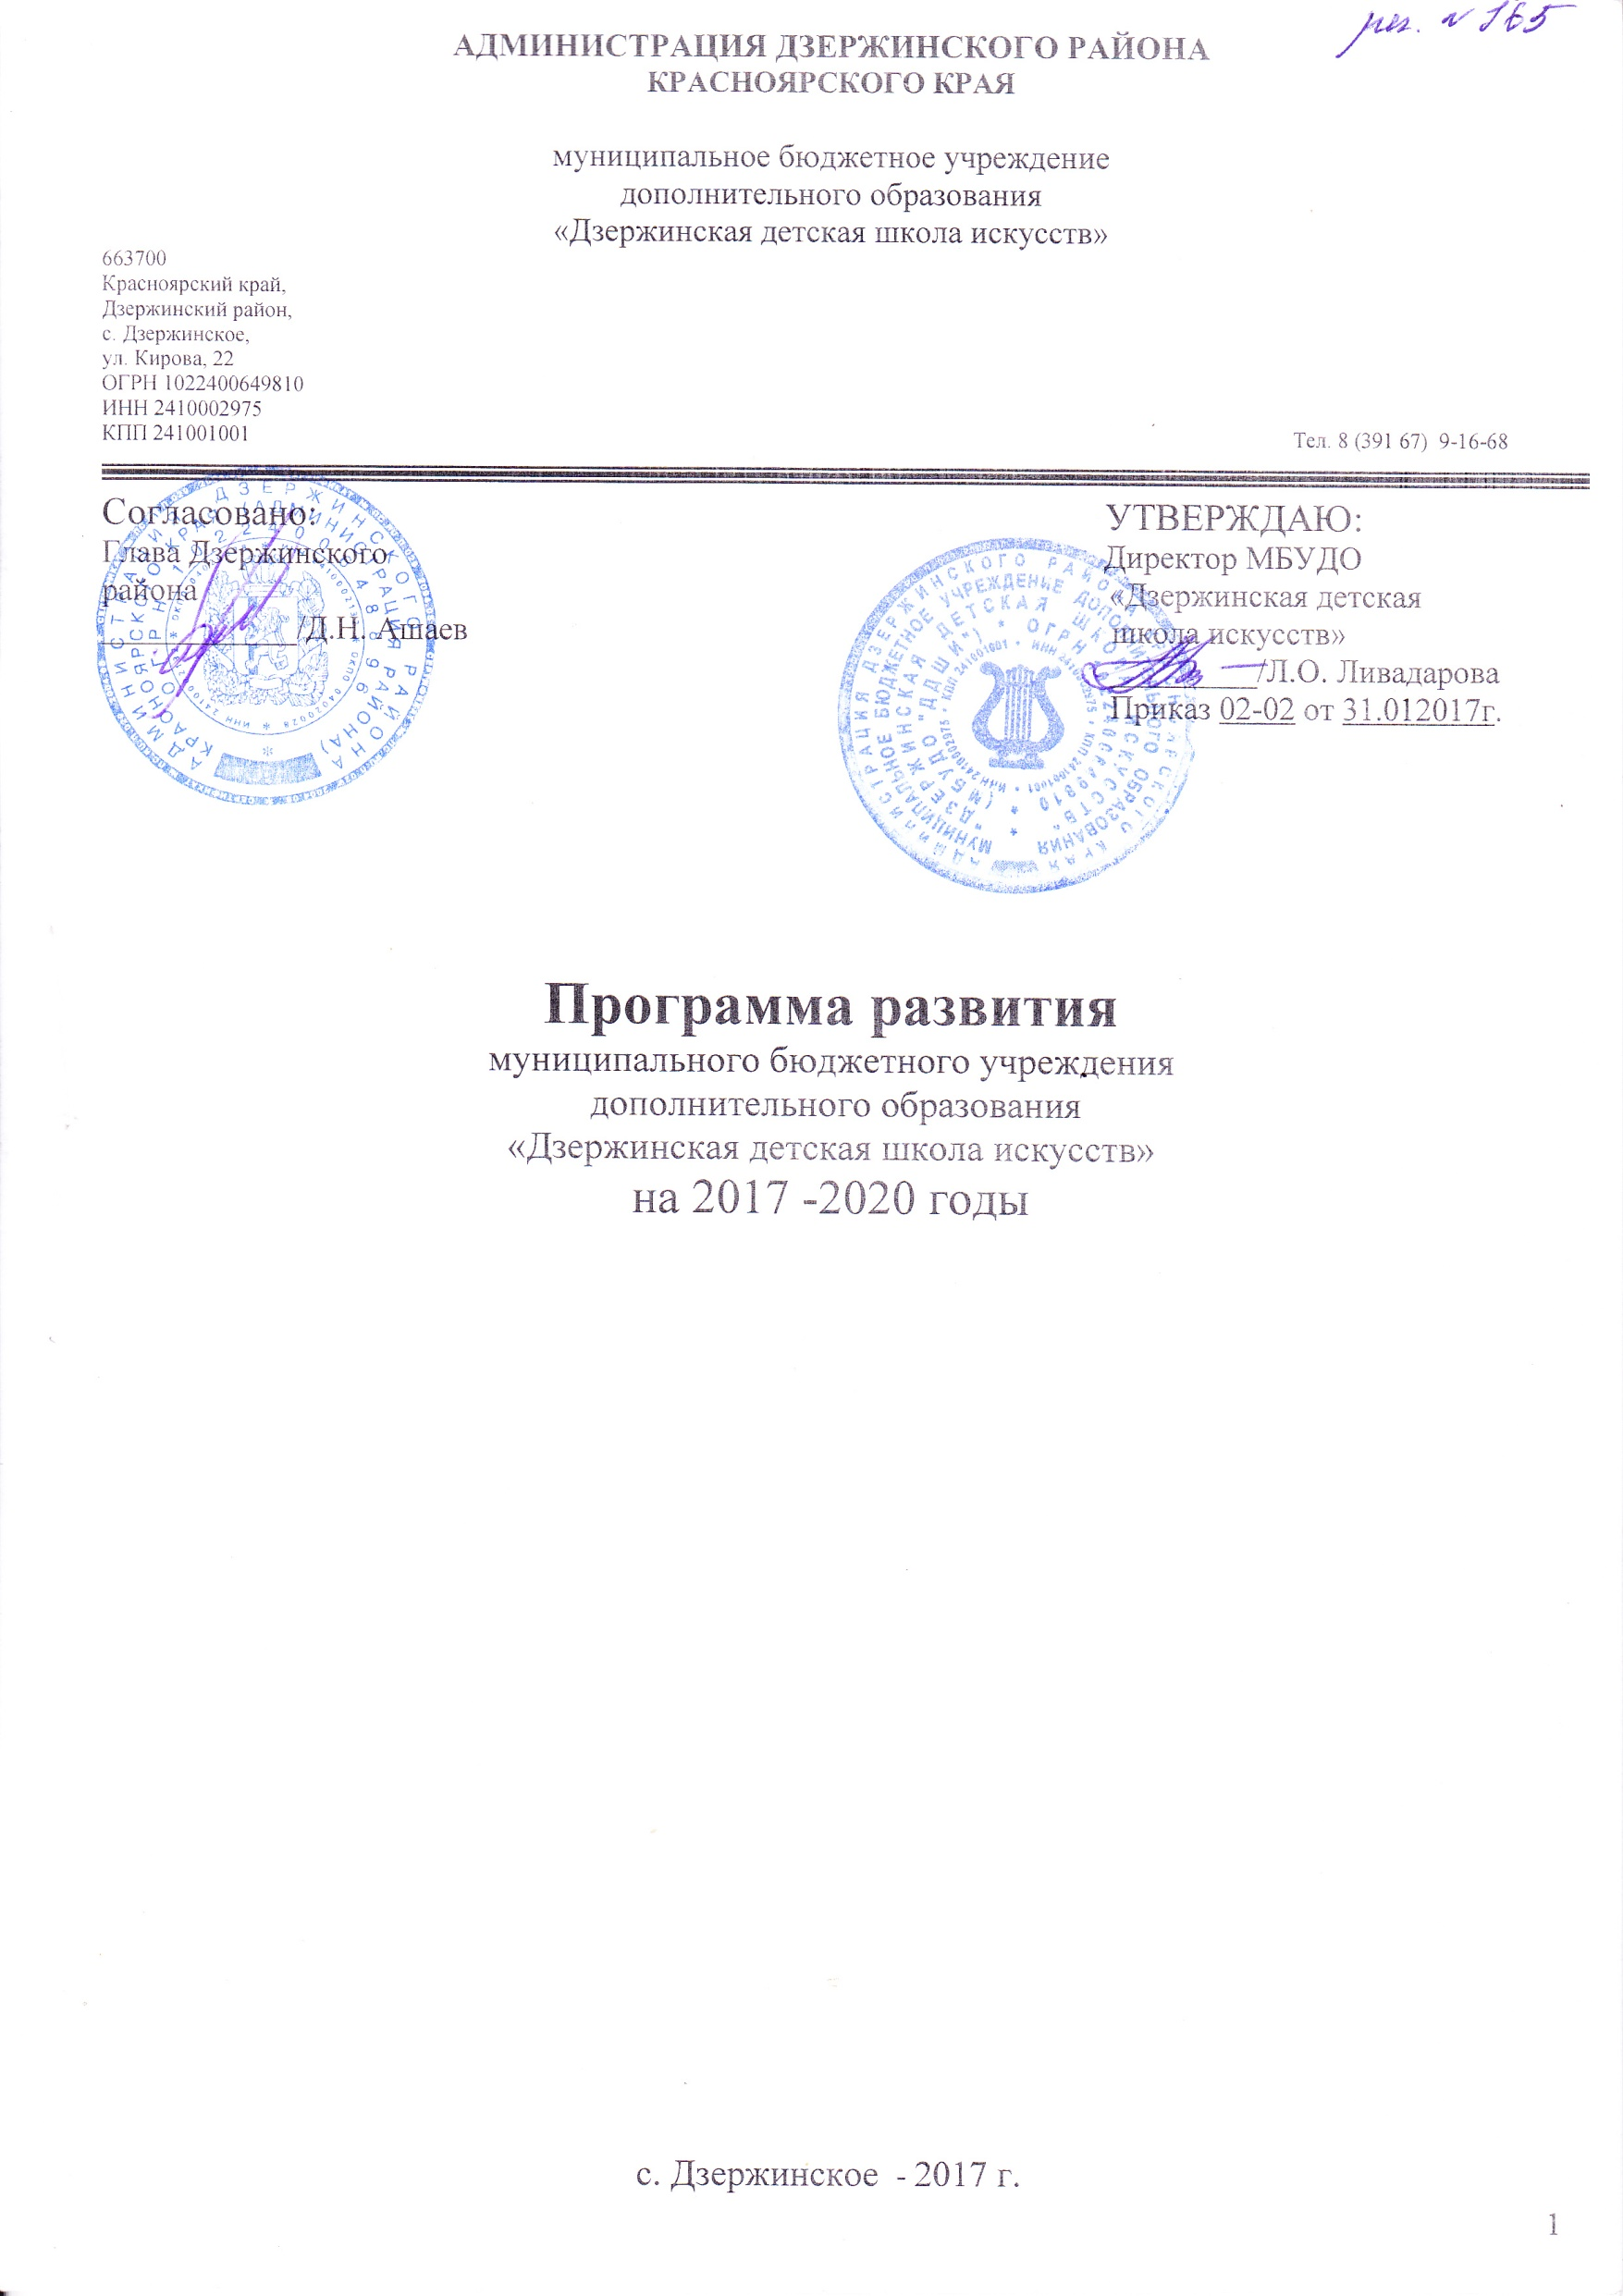 рег. № 165
АДМИНИСТРАЦИЯ ДЗЕРЖИНСКОГО РАЙОНА
КРАСНОЯРСКОГО КРАЯ
муниципальное бюджетное учреждение
дополнительного образования
«Дзержинская детская школа искусств»
663700
Красноярский край,
Дзержинский район,
с. Дзержинское,
ул. Кирова, 22
ОГРН 1022400649810
ИНН 2410002975
КПП 241001001
Тел. 8 (391 67) 9-16-68
Согласовано:
Глава Дзержинского
района
/Д.Н. Ашаев
АДМИНИСТРАЦИЯ ДЗЕРЖИНСКОГО РАЙОНА
УТВЕРЖДАЮ:
Директор МБУДО
«Дзержинская детская
школа искусств»
/Л.О. Ливадарова
Приказ 02-02 от 31.012017г.
Программа развития
муниципального бюджетного учреждения
дополнительного образования
«Дзержинская детская школа искусств»
на 2017 -2020 годы
с. Дзержинское - 2017 г.
1